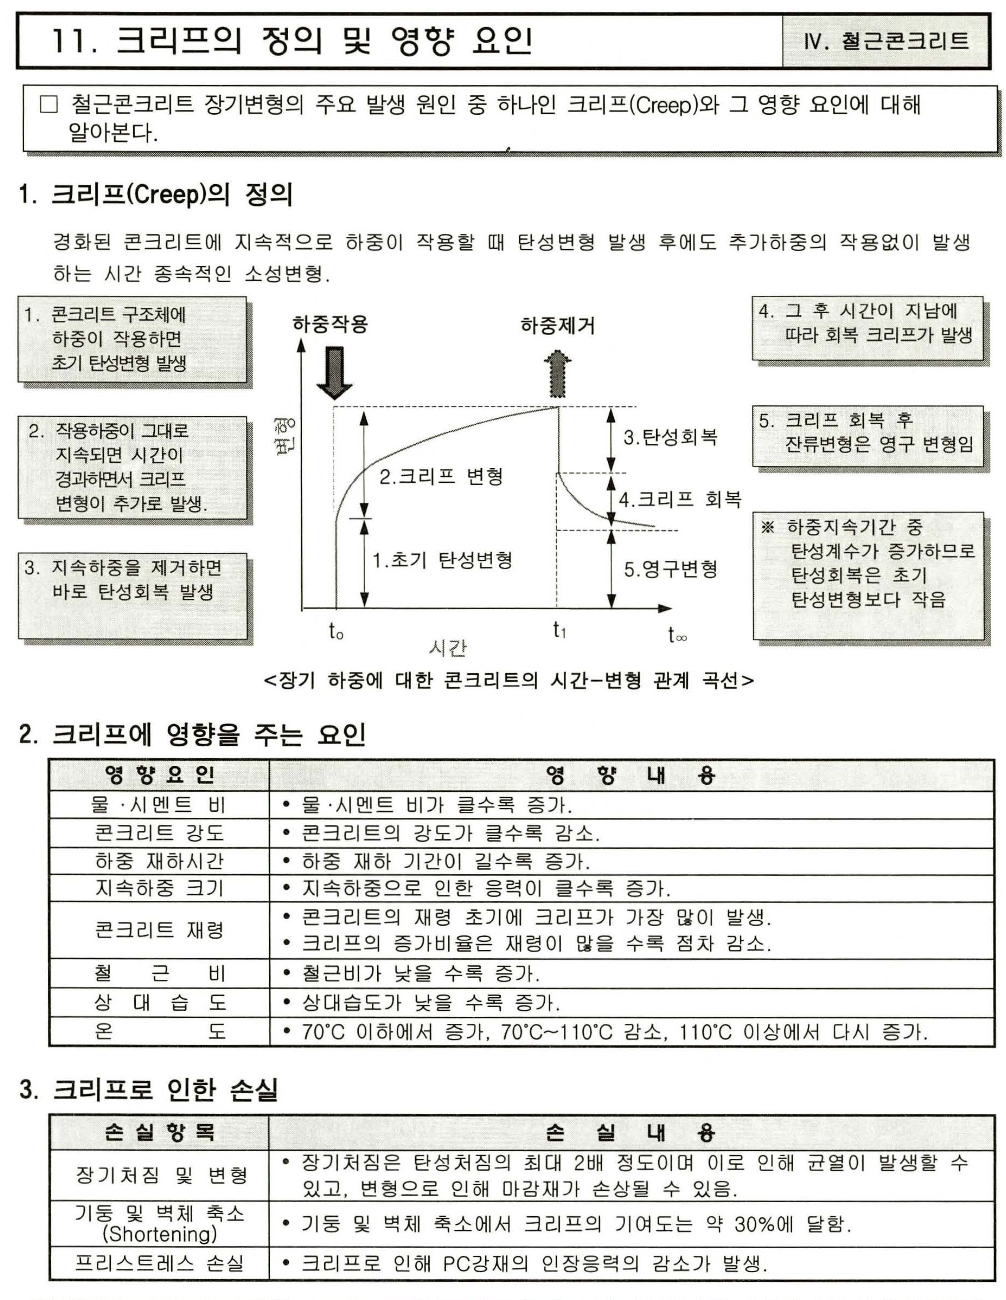 11. 크리프의 정의 및 영향 요인
Ⅳ. 철근콘크리트
□ 철근콘크리트 장기변형의 주요 발생 원인 중 하나인 크리프(Creep)와 그 영향 요인에 대해
알아본다.
1. 크리프(Creep)의 정의
경화된 콘크리트에 지속적으로 하중이 작용할 때 탄성변형 발생 후에도 추가하중의 작용없이 발생
하는 시간 종속적인 소성변형.
1. 콘크리트 구조체에
하중이 작용하면
초기 탄성변형 발생
2. 작용하중이 그대로
지속되면 시간이
경과하면서 크리프
변형이 추가로 발생.
3. 지속하중을 제거하면
바로 탄성회복 발생
하중작용
하중제거
변형
2.크리프 변형
1.초기 탄성변형
3.탄성회복
4.크리프 회복
5.영구변형
t₀
t₁
t∞
시간
4. 그 후 시간이 지남에
따라 회복 크리프가 발생
5. 크리프 회복 후
잔류변형은 영구 변형임
※ 하중지속기간 중
탄성계수가 증가하므로
탄성회복은 초기
탄성변형보다 작음
<장기 하중에 대한 콘크리트의 시간-변형 관계 곡선>
2. 크리프에 영향을 주는 요인
영향요인 영 향 내 용
물·시멘트 비 • 물·시멘트 비가 클수록 증가.
콘크리트 강도 • 콘크리트의 강도가 클수록 감소.
하중 재하시간 • 하중 재하 기간이 길수록 증가.
지속하중 크기 • 지속하중으로 인한 응력이 클수록 증가.
콘크리트 재령 • 콘크리트의 재령 초기에 크리프가 가장 많이 발생.
• 크리프의 증가비율은 재령이 많을 수록 점차 감소.
철 근 비 • 철근비가 낮을 수록 증가.
상 대 습 도 • 상대습도가 낮을 수록 증가.
온 도 • 70℃ 이하에서 증가, 70℃~110℃ 감소, 110℃ 이상에서 다시 증가.
3. 크리프로 인한 손실
손실항목 손 실 내 용
장기처짐 및 변형 • 장기처짐은 탄성처짐의 최대 2배 정도이며 이로 인해 균열이 발생할 수
있고, 변형으로 인해 마감재가 손상될 수 있음.
기둥 및 벽체 축소
(Shortening)
• 기둥 및 벽체 축소에서 크리프의 기여도는 약 30%에 달함.
프리스트레스 손실 • 크리프로 인해 PC강재의 인장응력의 감소가 발생.